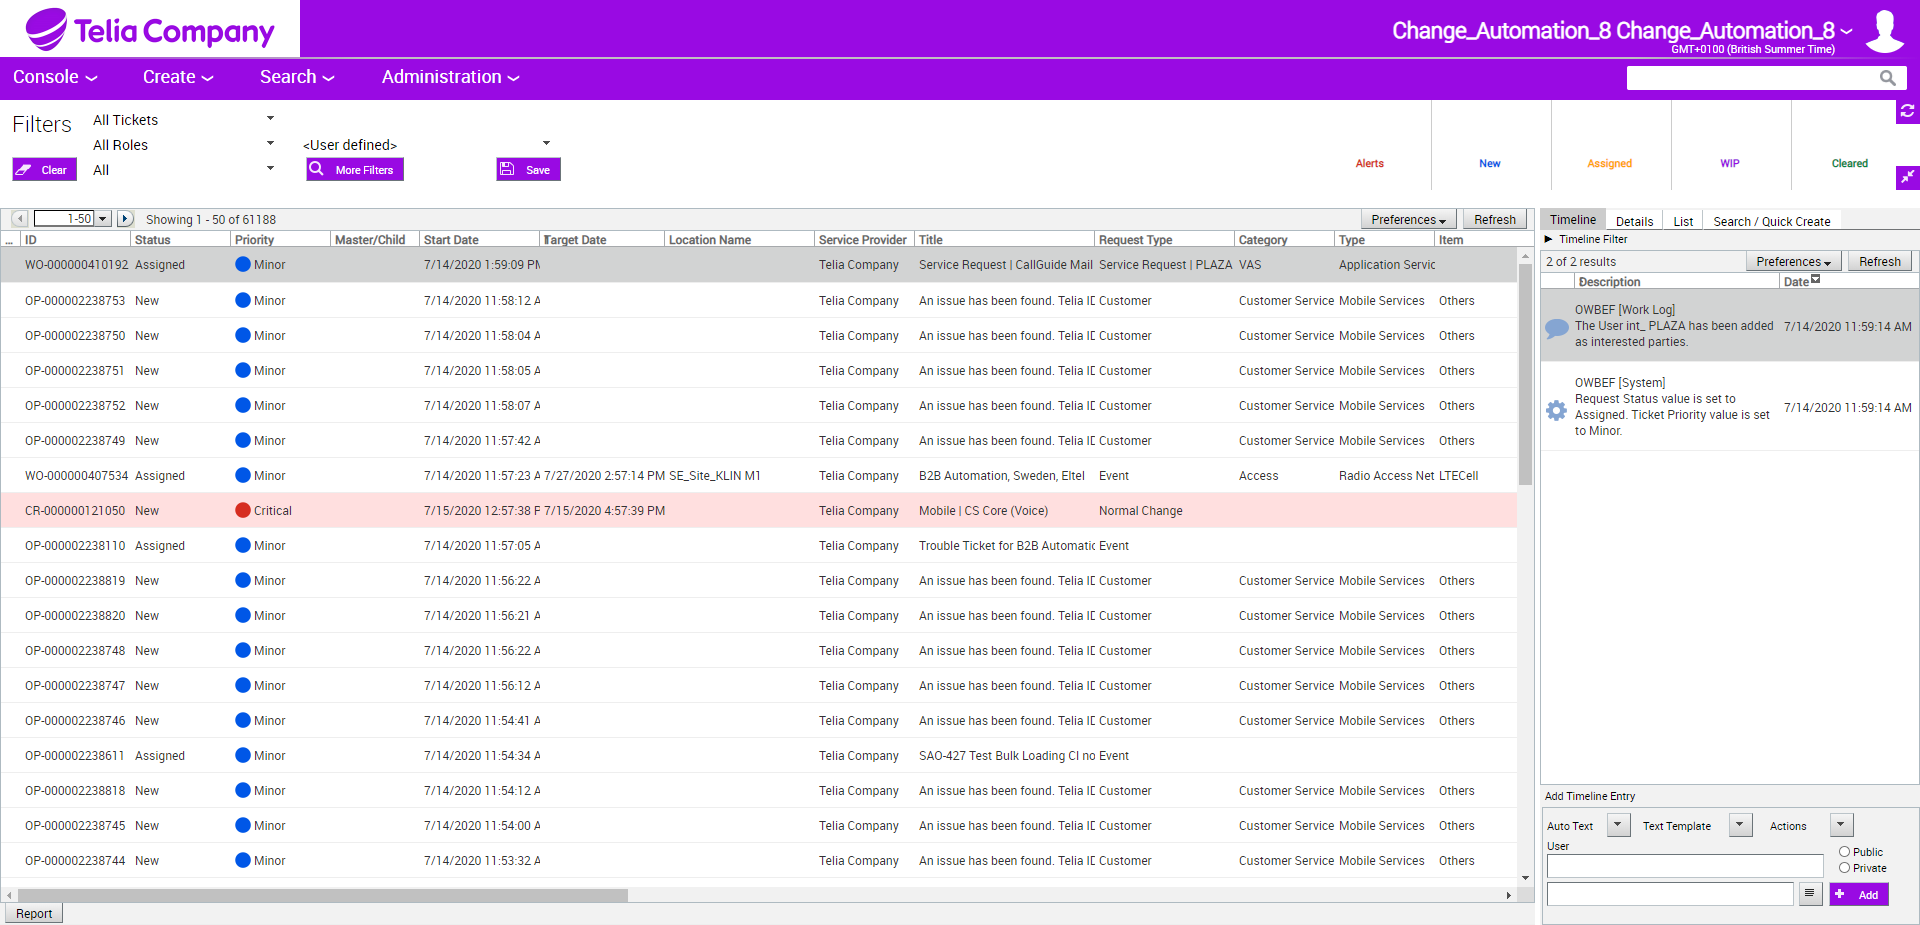 Telia Company
Change_Automation_8 Change_Automation_8
GMT+0100 (British Summer Time)
Console Create Search Administration
Filters
All Tickets
All Roles
<User defined>
Clear
All
More Filters
Save
Alerts
New
Assigned
WIP
Cleared
1-50
Showing 1 - 50 of 61188
Preferences
Refresh
... ID Status Priority Master/Child Start Date Target Date Location Name Service Provider Title Request Type Category Type Item
WO-000000410192 Assigned Minor 7/14/2020 1:59:09 PM Telia Company Service Request | CallGuide Mail Service Request | PLAZA VAS Application Servic
OP-000002238753 New Minor 7/14/2020 11:58:12 A Telia Company An issue has been found. Telia ID Customer Customer Service Mobile Services Others
OP-000002238750 New Minor 7/14/2020 11:58:04 A Telia Company An issue has been found. Telia ID Customer Customer Service Mobile Services Others
OP-000002238751 New Minor 7/14/2020 11:58:05 A Telia Company An issue has been found. Telia ID Customer Customer Service Mobile Services Others
OP-000002238752 New Minor 7/14/2020 11:58:07 A Telia Company An issue has been found. Telia ID Customer Customer Service Mobile Services Others
OP-000002238749 New Minor 7/14/2020 11:57:42 A Telia Company An issue has been found. Telia ID Customer Customer Service Mobile Services Others
WO-000000407534 Assigned Minor 7/14/2020 11:57:23 A 7/27/2020 2:57:14 PM SE_Site_KLIN M1 Telia Company B2B Automation, Sweden, Eltel Event Access Radio Access Net LTECell
CR-000000121050 New Critical 7/15/2020 12:57:38 P 7/15/2020 4:57:39 PM Telia Company Mobile | CS Core (Voice) Normal Change
OP-000002238110 Assigned Minor 7/14/2020 11:57:05 A Telia Company Trouble Ticket for B2B Automatic Event
OP-000002238819 New Minor 7/14/2020 11:56:22 A Telia Company An issue has been found. Telia ID Customer Customer Service Mobile Services Others
OP-000002238820 New Minor 7/14/2020 11:56:21 A Telia Company An issue has been found. Telia ID Customer Customer Service Mobile Services Others
OP-000002238748 New Minor 7/14/2020 11:56:22 A Telia Company An issue has been found. Telia ID Customer Customer Service Mobile Services Others
OP-000002238747 New Minor 7/14/2020 11:56:12 A Telia Company An issue has been found. Telia ID Customer Customer Service Mobile Services Others
OP-000002238746 New Minor 7/14/2020 11:54:41 A Telia Company An issue has been found. Telia ID Customer Customer Service Mobile Services Others
OP-000002238611 Assigned Minor 7/14/2020 11:54:34 A Telia Company SAO-427 Test Bulk Loading CI no Event
OP-000002238818 New Minor 7/14/2020 11:54:12 A Telia Company An issue has been found. Telia ID Customer Customer Service Mobile Services Others
OP-000002238745 New Minor 7/14/2020 11:54:00 A Telia Company An issue has been found. Telia ID Customer Customer Service Mobile Services Others
OP-000002238744 New Minor 7/14/2020 11:53:32 A Telia Company An issue has been found. Telia ID Customer Customer Service Mobile Services Others
Report
Timeline Details List Search / Quick Create
Timeline Filter
2 of 2 results
Preferences
Refresh
Description Date
OWBEF [Work Log]
The User int_ PLAZA has been added 7/14/2020 11:59:14 AM
as interested parties.
OWBEF [System]
Request Status value is set to
Assigned. Ticket Priority value is set 7/14/2020 11:59:14 AM
to Minor.
Add Timeline Entry
Auto Text Text Template Actions
User
Public
Private
Add